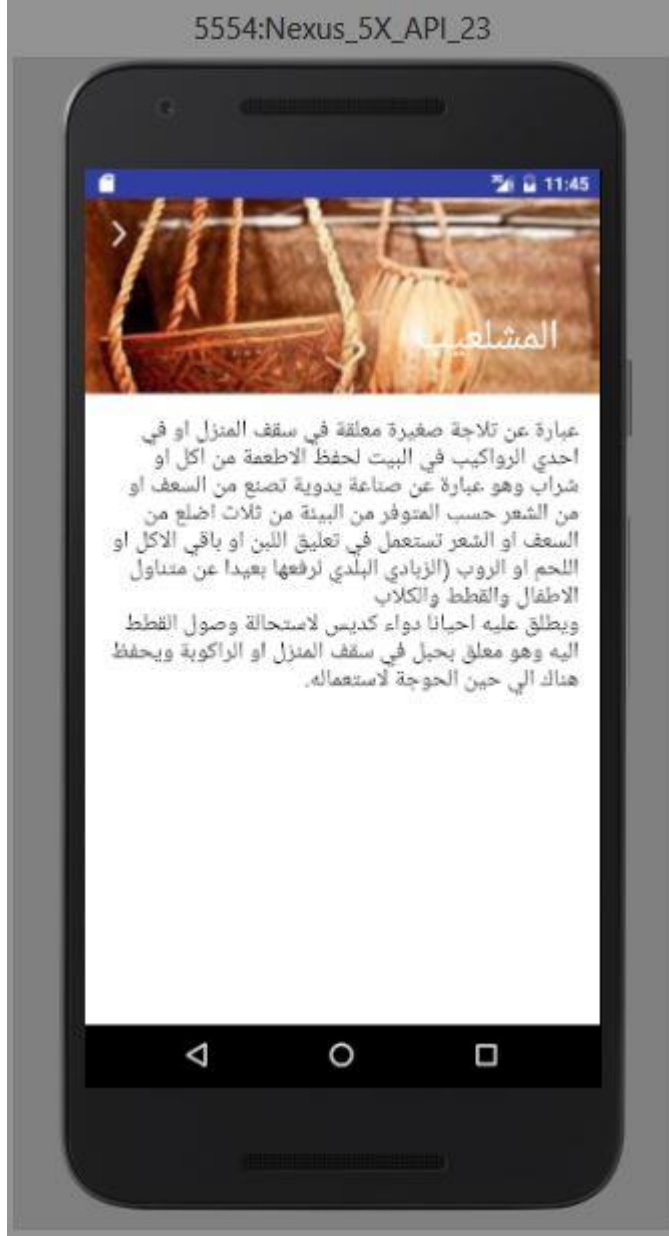 5554:Nexus_5X_API_23
11:45
المشلعيب
عبارة عن تلاجة صغيرة معلقة في سقف المنزل او في
احدي الرواكيب في البيت لحفظ الاطعمة من اكل او
شراب وهو عبارة عن صناعة يدوية تصنع من السعف او
من الشعر حسب المتوفر من البيئة من ثلاث اضلع من
السعف او الشعر تستعمل في تعليق اللبن او باقي الاكل او
اللحم او الروب (الزبادي البلدي نرفعها بعيدا عن متناول
الاطفال والقطط والكلاب
ويطلق عليه احيانا دواء كديس لاستحالة وصول القطط
اليه وهو معلق بحبل في سقف المنزل او الراكوبة ويحفظ
هناك الي حين الحوجة لاستعماله.